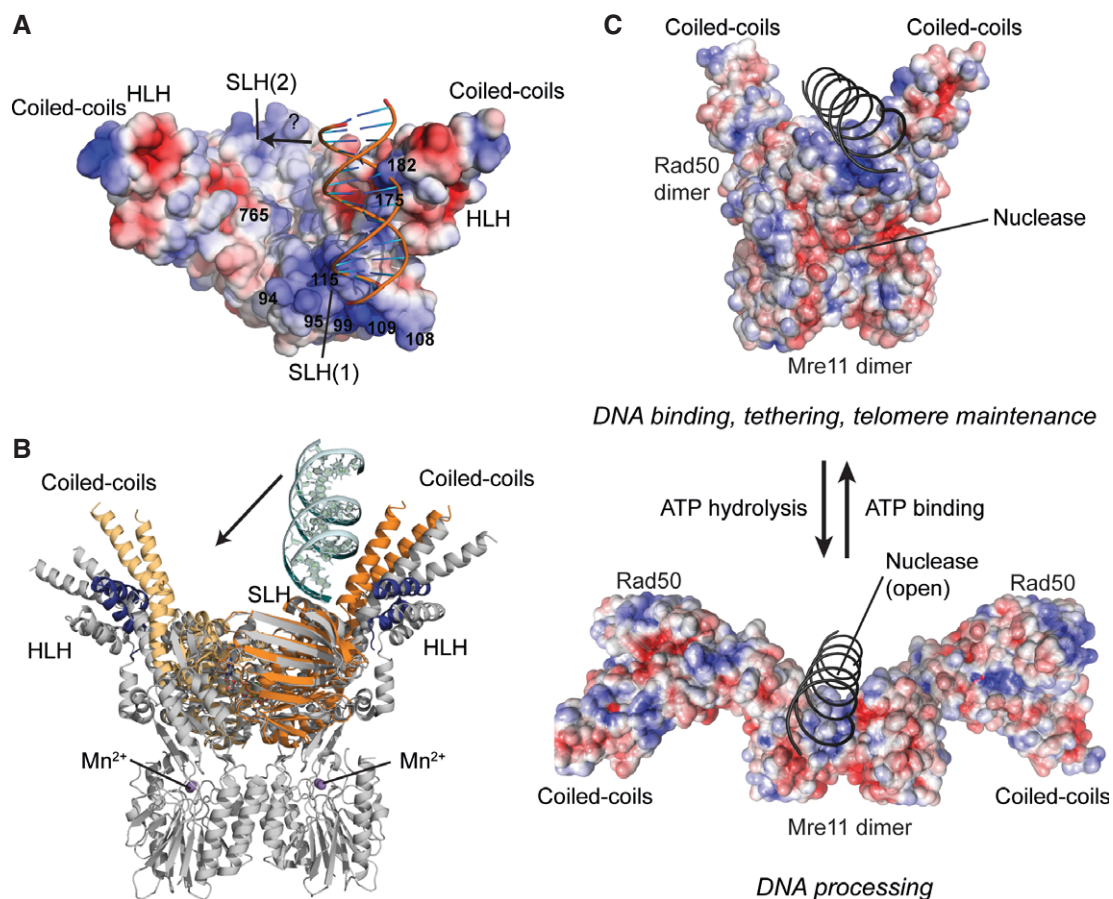 A
SLH(2)
HLH
Coiled-coils
?
Coiled-coils
182
175
HLH
765
115
94
95
99
109
108
SLH(1)
B
Coiled-coils
Coiled-coils
SLH
HLH
HLH
Mn2+
Mn2+
C
Coiled-coils
Coiled-coils
Rad50
dimer
Nuclease
Mre11 dimer
DNA binding, tethering, telomere maintenance
ATP hydrolysis
ATP binding
Nuclease
(open)
Rad50
Rad50
Coiled-coils
Coiled-coils
Mre11 dimer
DNA processing